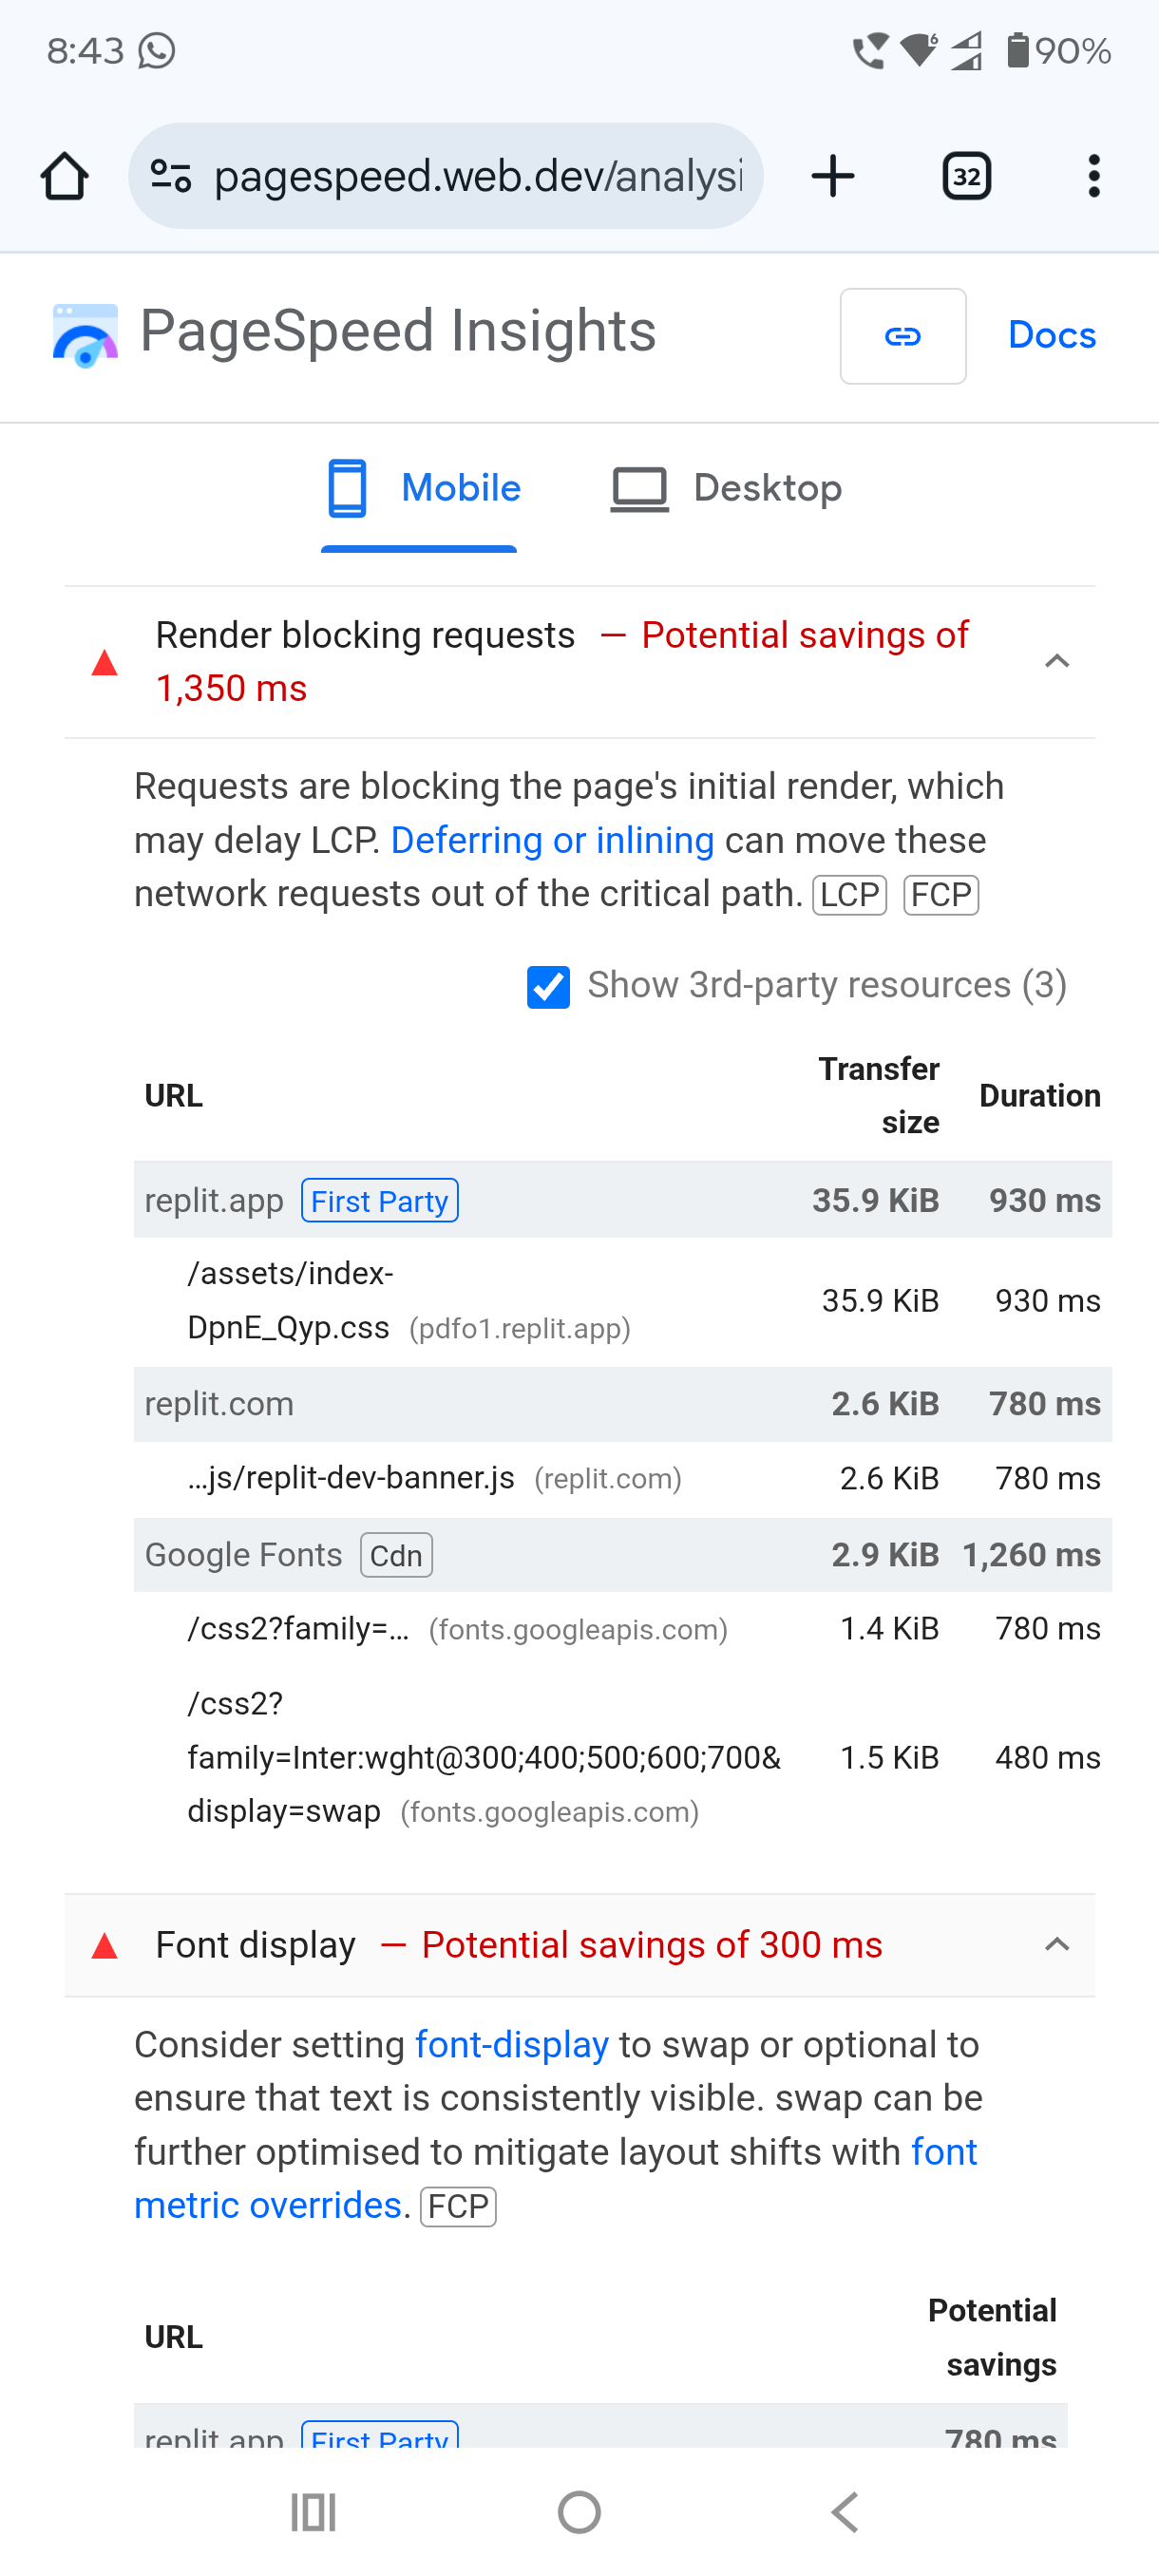 8:43
6
90%
pagespeed.web.dev/analysi
32
PageSpeed Insights
Docs
Mobile
Desktop
Render blocking requests — Potential savings of
1,350 ms
Requests are blocking the page's initial render, which
may delay LCP. Deferring or inlining can move these
network requests out of the critical path. LCP FCP
Show 3rd-party resources (3)
URL Transfer size Duration
replit.app First Party 35.9 KiB 930 ms
/assets/index-
DpnE_Qyp.css (pdfo1.replit.app) 35.9 KiB 930 ms
replit.com 2.6 KiB 780 ms
…js/replit-dev-banner.js (replit.com) 2.6 KiB 780 ms
Google Fonts Cdn 2.9 KiB 1,260 ms
/css2?family=… (fonts.googleapis.com) 1.4 KiB 780 ms
/css2?
family=Inter:wght@300;400;500;600;700& 1.5 KiB 480 ms
display=swap (fonts.googleapis.com)
Font display — Potential savings of 300 ms
Consider setting font-display to swap or optional to
ensure that text is consistently visible. swap can be
further optimised to mitigate layout shifts with font
metric overrides. FCP
URL Potential savings
replit.app First Party 780 ms